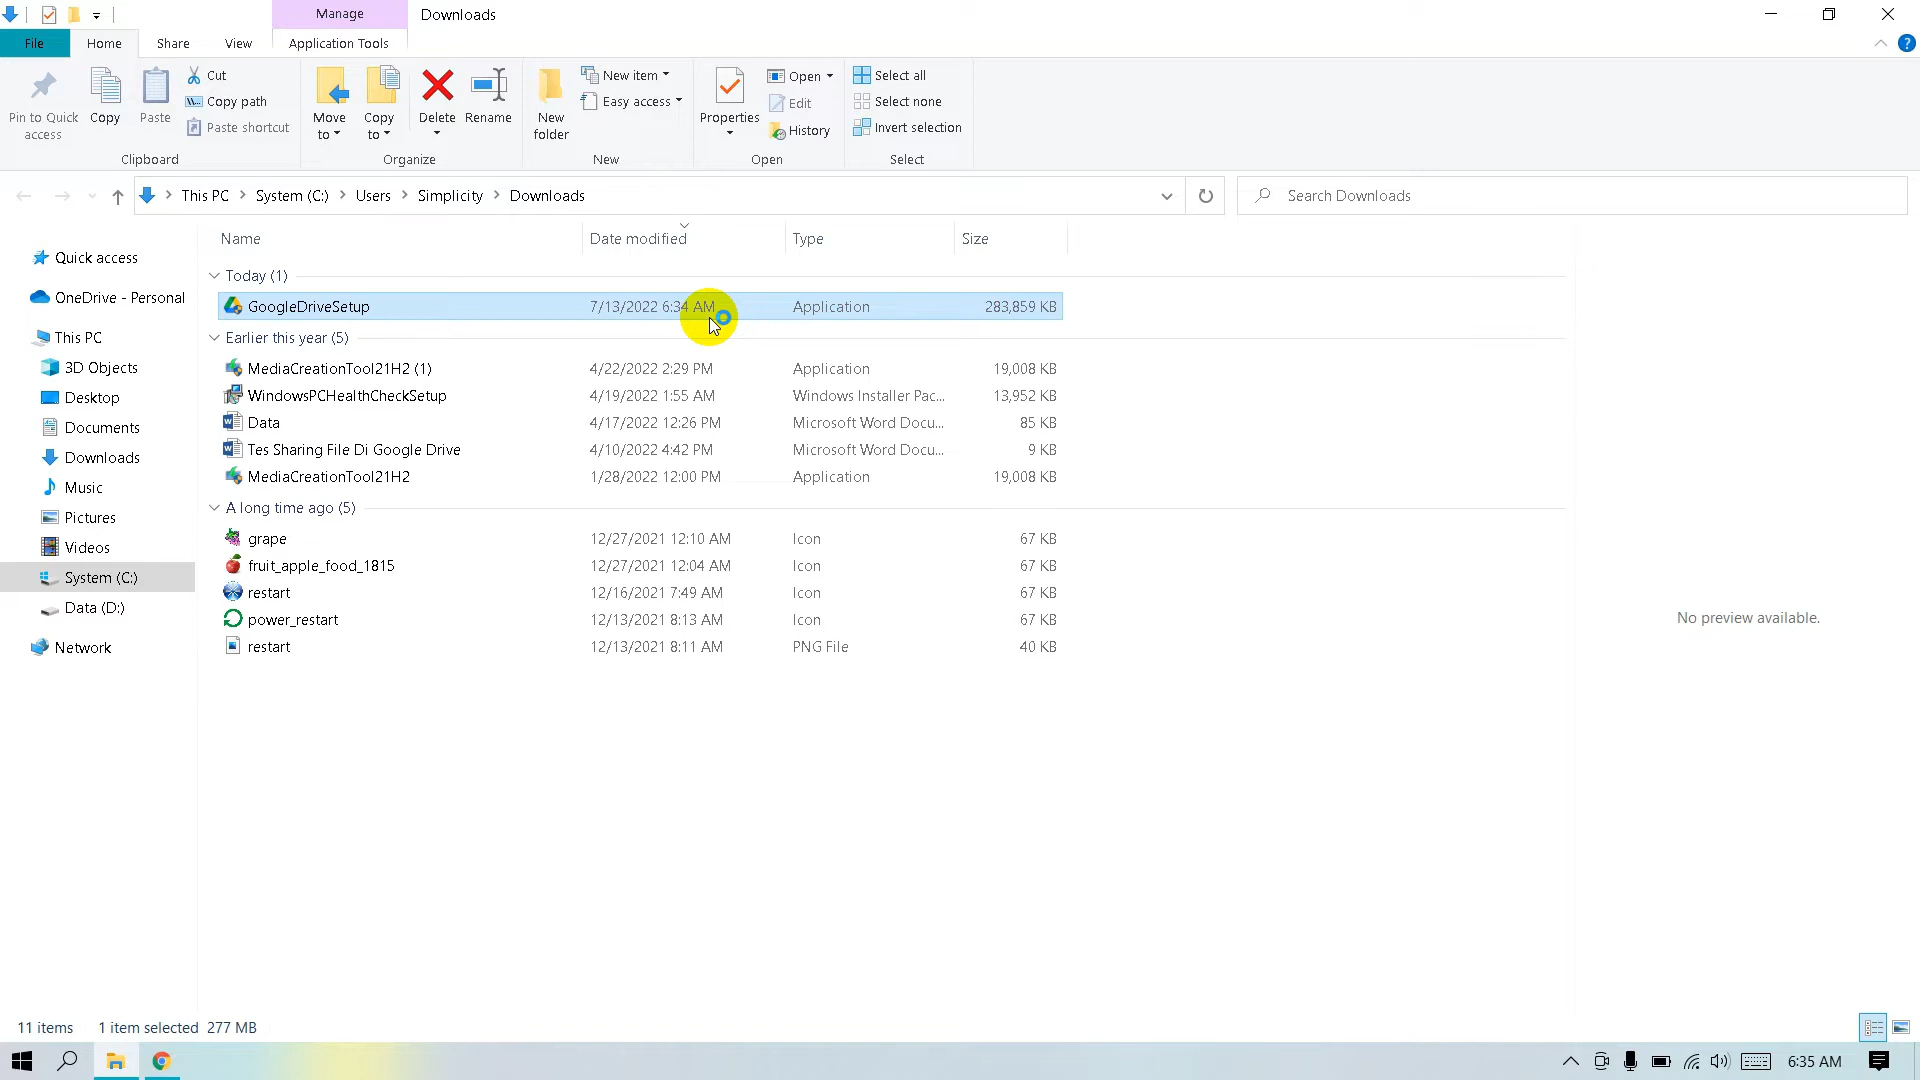 Manage
Downloads
File
Home
Share
View
Application Tools
Pin to Quick access
Copy
Paste
Cut
Copy path
Paste shortcut
Clipboard
Move to
Copy to
Delete
Rename
Organize
New folder
New item
Easy access
New
Properties
Open
Edit
History
Open
Select all
Select none
Invert selection
Select
This PC
System (C:)
Users
Simplicity
Downloads
Search Downloads
Quick access
OneDrive - Personal
This PC
3D Objects
Desktop
Documents
Downloads
Music
Pictures
Videos
System (C:)
Data (D:)
Network
Name Date modified Type Size
Today (1)
GoogleDriveSetup 7/13/2022 6:34 AM Application 283,859 KB
Earlier this year (5)
MediaCreationTool21H2 (1) 4/22/2022 2:29 PM Application 19,008 KB
WindowsPCHealthCheckSetup 4/19/2022 1:55 AM Windows Installer Pac... 13,952 KB
Data 4/17/2022 12:26 PM Microsoft Word Docu... 85 KB
Tes Sharing File Di Google Drive 4/10/2022 4:42 PM Microsoft Word Docu... 9 KB
MediaCreationTool21H2 1/28/2022 12:00 PM Application 19,008 KB
A long time ago (5)
grape 12/27/2021 12:10 AM Icon 67 KB
fruit_apple_food_1815 12/27/2021 12:04 AM Icon 67 KB
restart 12/16/2021 7:49 AM Icon 67 KB
power_restart 12/13/2021 8:13 AM Icon 67 KB
restart 12/13/2021 8:11 AM PNG File 40 KB
No preview available.
11 items 1 item selected 277 MB
6:35 AM